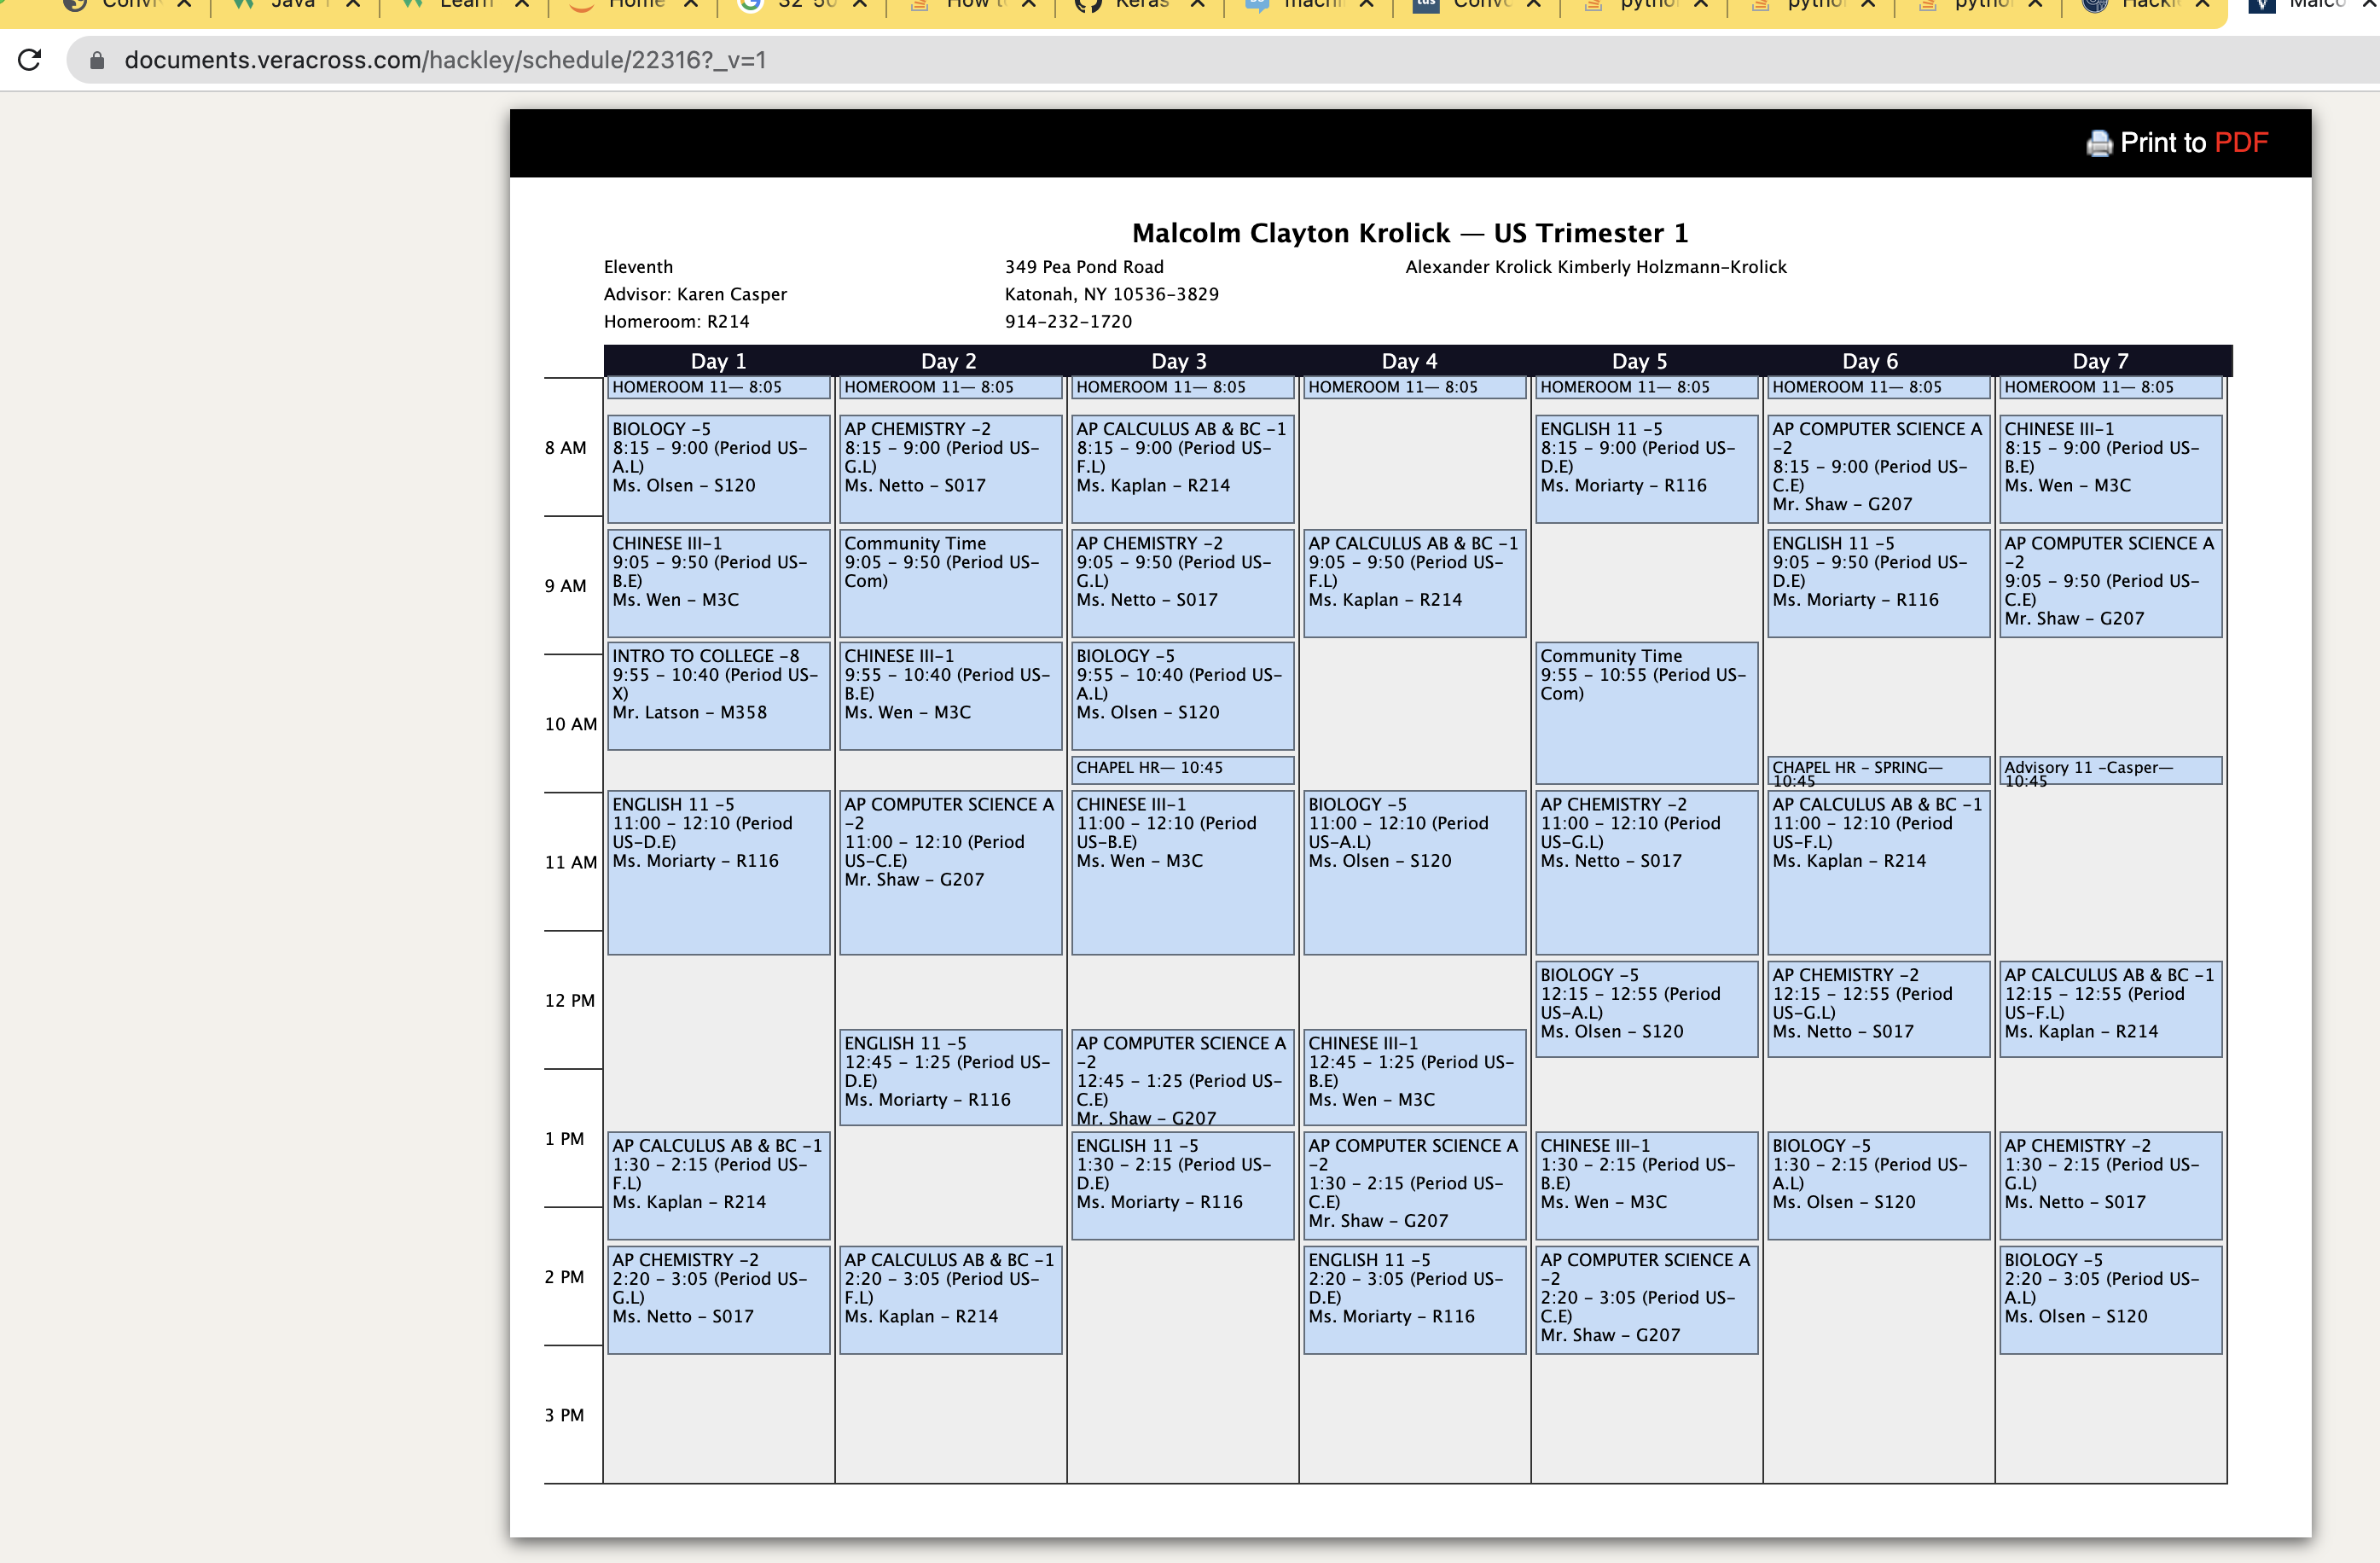 Java
Learn
Home
How t
Keras
machi
Convo
pytho
pytho
pytho
Hackl
Malco
documents.veracross.com/hackley/schedule/22316?_v=1
Print to PDF
Malcolm Clayton Krolick — US Trimester 1
Eleventh
Advisor: Karen Casper
Homeroom: R214
349 Pea Pond Road
Katonah, NY 10536-3829
914-232-1720
Alexander Krolick Kimberly Holzmann-Krolick
8 AM
9 AM
10 AM
11 AM
12 PM
1 PM
2 PM
3 PM
Day 1
HOMEROOM 11— 8:05
BIOLOGY -5
8:15 - 9:00 (Period US-
A.L)
Ms. Olsen - S120
CHINESE III-1
9:05 - 9:50 (Period US-
B.E)
Ms. Wen - M3C
INTRO TO COLLEGE -8
9:55 - 10:40 (Period US-
X)
Mr. Latson - M358
ENGLISH 11 -5
11:00 - 12:10 (Period
US-D.E)
Ms. Moriarty - R116
AP CALCULUS AB & BC -1
1:30 - 2:15 (Period US-
F.L)
Ms. Kaplan - R214
AP CHEMISTRY -2
2:20 - 3:05 (Period US-
G.L)
Ms. Netto - S017
Day 2
HOMEROOM 11— 8:05
AP CHEMISTRY -2
8:15 - 9:00 (Period US-
G.L)
Ms. Netto - S017
Community Time
9:05 - 9:50 (Period US-
Com)
CHINESE III-1
9:55 - 10:40 (Period US-
B.E)
Ms. Wen - M3C
AP COMPUTER SCIENCE A
-2
11:00 - 12:10 (Period
US-C.E)
Mr. Shaw - G207
ENGLISH 11 -5
12:45 - 1:25 (Period US-
D.E)
Ms. Moriarty - R116
AP CALCULUS AB & BC -1
2:20 - 3:05 (Period US-
F.L)
Ms. Kaplan - R214
Day 3
HOMEROOM 11— 8:05
AP CALCULUS AB & BC -1
8:15 - 9:00 (Period US-
F.L)
Ms. Kaplan - R214
AP CHEMISTRY -2
9:05 - 9:50 (Period US-
G.L)
Ms. Netto - S017
BIOLOGY -5
9:55 - 10:40 (Period US-
A.L)
Ms. Olsen - S120
CHAPEL HR— 10:45
CHINESE III-1
11:00 - 12:10 (Period
US-B.E)
Ms. Wen - M3C
AP COMPUTER SCIENCE A
-2
12:45 - 1:25 (Period US-
C.E)
Mr. Shaw - G207
ENGLISH 11 -5
1:30 - 2:15 (Period US-
D.E)
Ms. Moriarty - R116
Day 4
HOMEROOM 11— 8:05
AP CALCULUS AB & BC -1
9:05 - 9:50 (Period US-
F.L)
Ms. Kaplan - R214
BIOLOGY -5
11:00 - 12:10 (Period
US-A.L)
Ms. Olsen - S120
CHINESE III-1
12:45 - 1:25 (Period US-
B.E)
Ms. Wen - M3C
AP COMPUTER SCIENCE A
-2
1:30 - 2:15 (Period US-
C.E)
Mr. Shaw - G207
ENGLISH 11 -5
2:20 - 3:05 (Period US-
D.E)
Ms. Moriarty - R116
Day 5
HOMEROOM 11— 8:05
ENGLISH 11 -5
8:15 - 9:00 (Period US-
D.E)
Ms. Moriarty - R116
Community Time
9:55 - 10:55 (Period US-
Com)
AP CHEMISTRY -2
11:00 - 12:10 (Period
US-G.L)
Ms. Netto - S017
BIOLOGY -5
12:15 - 12:55 (Period
US-A.L)
Ms. Olsen - S120
CHINESE III-1
1:30 - 2:15 (Period US-
B.E)
Ms. Wen - M3C
AP COMPUTER SCIENCE A
-2
2:20 - 3:05 (Period US-
C.E)
Mr. Shaw - G207
Day 6
HOMEROOM 11— 8:05
AP COMPUTER SCIENCE A
-2
8:15 - 9:00 (Period US-
C.E)
Mr. Shaw - G207
ENGLISH 11 -5
9:05 - 9:50 (Period US-
D.E)
Ms. Moriarty - R116
CHAPEL HR - SPRING—
10:45
AP CALCULUS AB & BC -1
11:00 - 12:10 (Period
US-F.L)
Ms. Kaplan - R214
AP CHEMISTRY -2
12:15 - 12:55 (Period
US-G.L)
Ms. Netto - S017
BIOLOGY -5
1:30 - 2:15 (Period US-
A.L)
Ms. Olsen - S120
Day 7
HOMEROOM 11— 8:05
CHINESE III-1
8:15 - 9:00 (Period US-
B.E)
Ms. Wen - M3C
AP COMPUTER SCIENCE A
-2
9:05 - 9:50 (Period US-
C.E)
Mr. Shaw - G207
Advisory 11 -Casper—
10:45
AP CALCULUS AB & BC -1
12:15 - 12:55 (Period
US-F.L)
Ms. Kaplan - R214
AP CHEMISTRY -2
1:30 - 2:15 (Period US-
G.L)
Ms. Netto - S017
BIOLOGY -5
2:20 - 3:05 (Period US-
A.L)
Ms. Olsen - S120